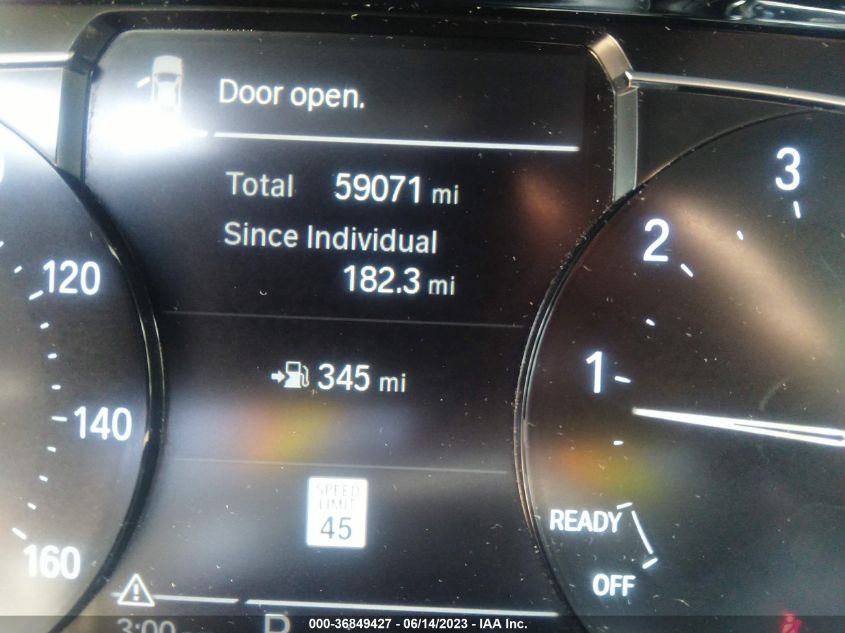 Door open.
Total 59071 mi
Since Individual
182.3 mi
345 mi
SPEED
LIMIT
45
120
140
160
3
2
1
READY
OFF
3:00 P
000-36849427 - 06/14/2023 - IAA Inc.